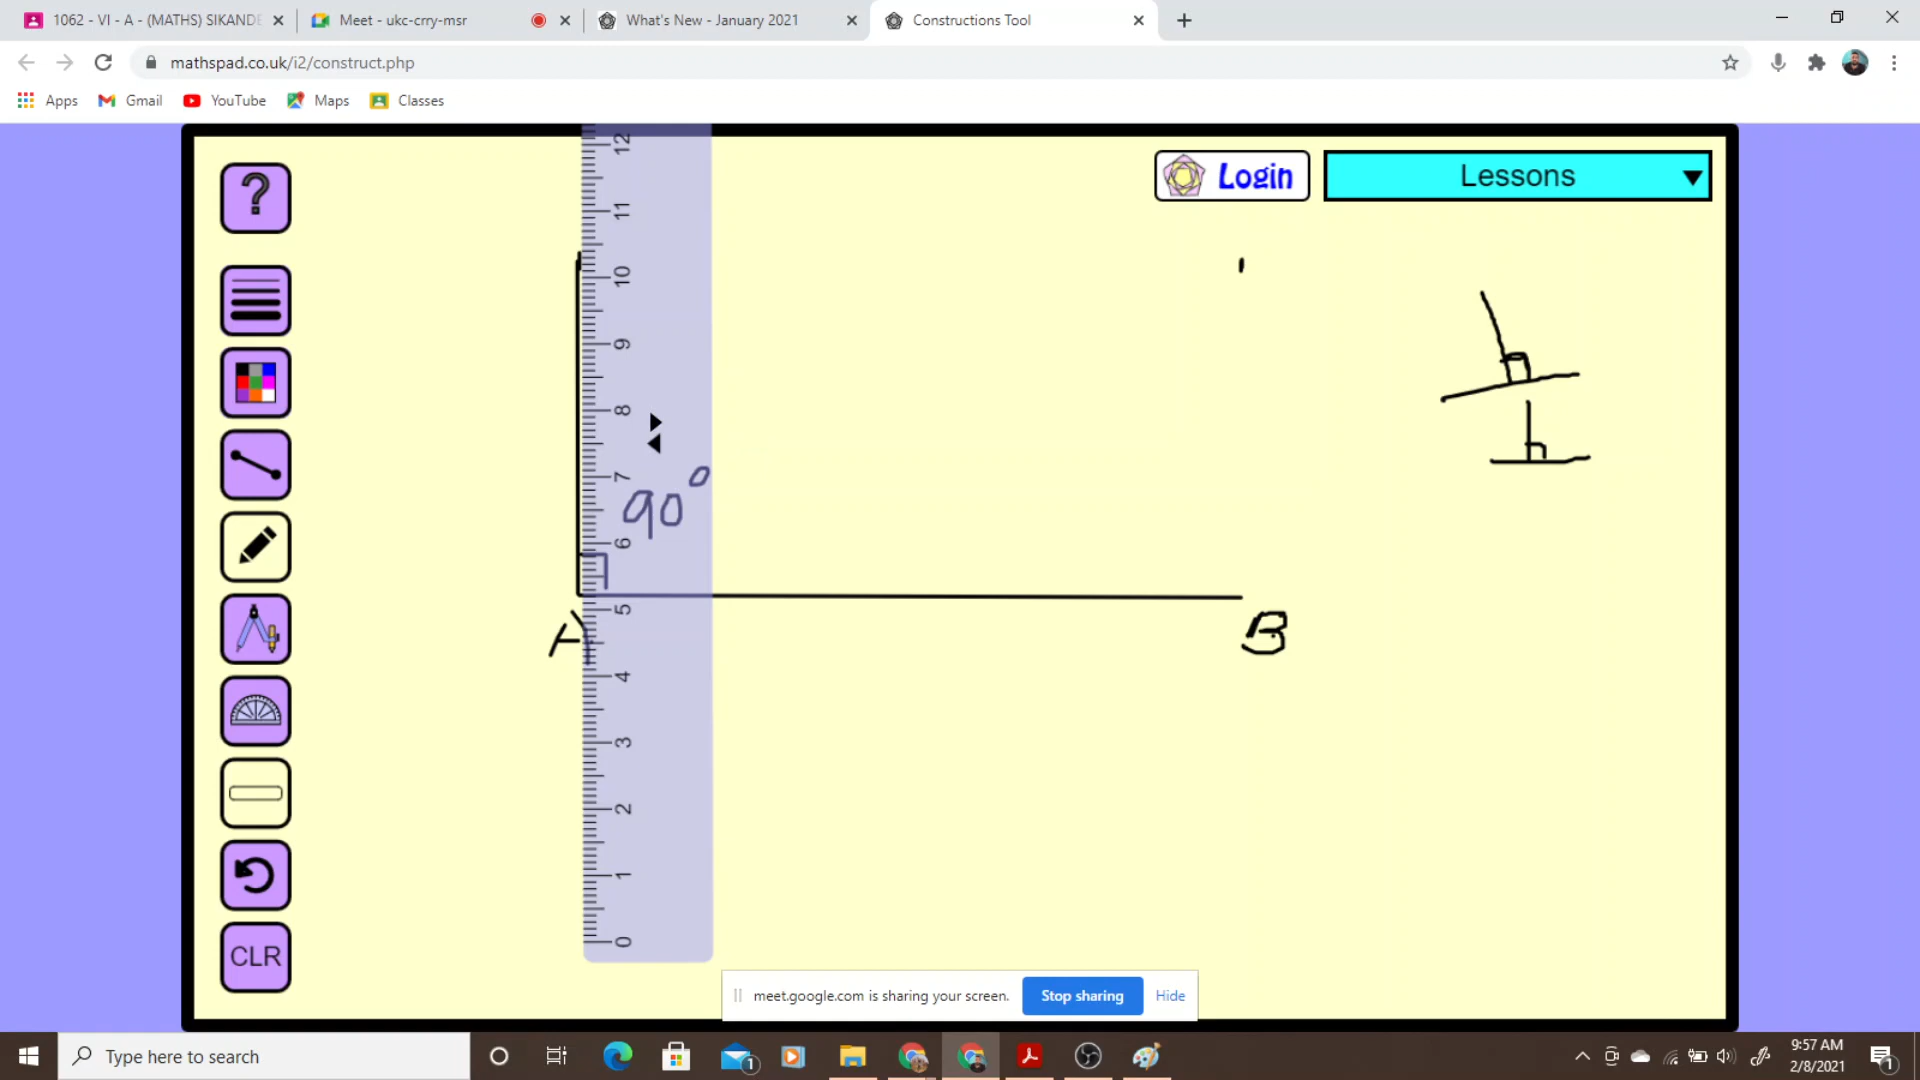 1062 - VI - A - (MATHS) SIKANDE
Meet - ukc-crry-msr
What's New - January 2021
Constructions Tool
mathspad.co.uk/i2/construct.php
Apps
Gmail
YouTube
Maps
Classes
?
Login
Lessons
12
11
10
9
8
7
6
5
4
3
2
1
0
90°
A
B
CLR
meet.google.com is sharing your screen.
Stop sharing
Hide
Type here to search
1
9:57 AM
2/8/2021
1